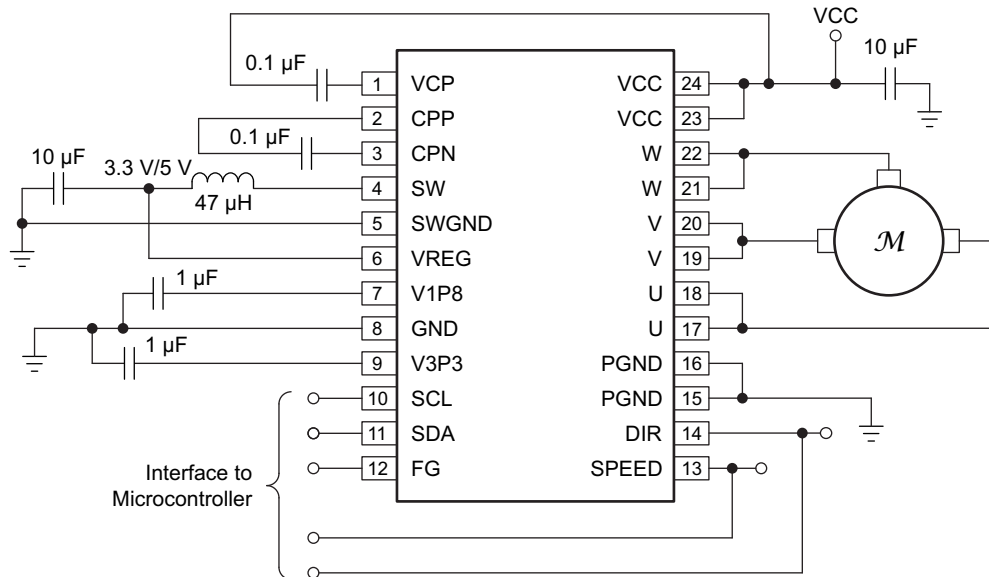 VCC
10 µF
0.1 µF
1 VCP
VCC 24
2 CPP
VCC 23
0.1 µF
3 CPN
W 22
10 µF
3.3 V/5 V
47 µH
4 SW
W 21
5 SWGND
V 20
6 VREG
V 19
M
1 µF
7 V1P8
U 18
8 GND
U 17
1 µF
9 V3P3
PGND 16
10 SCL
PGND 15
11 SDA
DIR 14
12 FG
SPEED 13
Interface to
Microcontroller